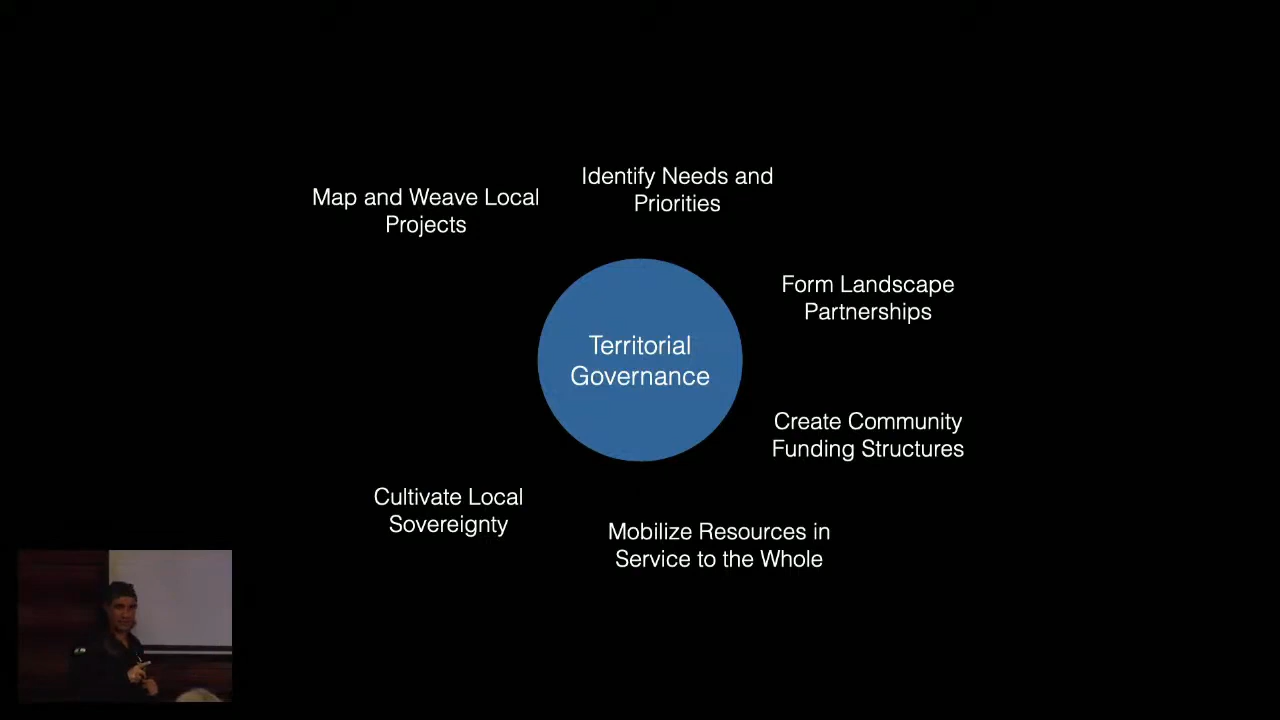 Map and Weave Local
Projects
Identify Needs and
Priorities
Form Landscape
Partnerships
Territorial
Governance
Create Community
Funding Structures
Cultivate Local
Sovereignty
Mobilize Resources in
Service to the Whole